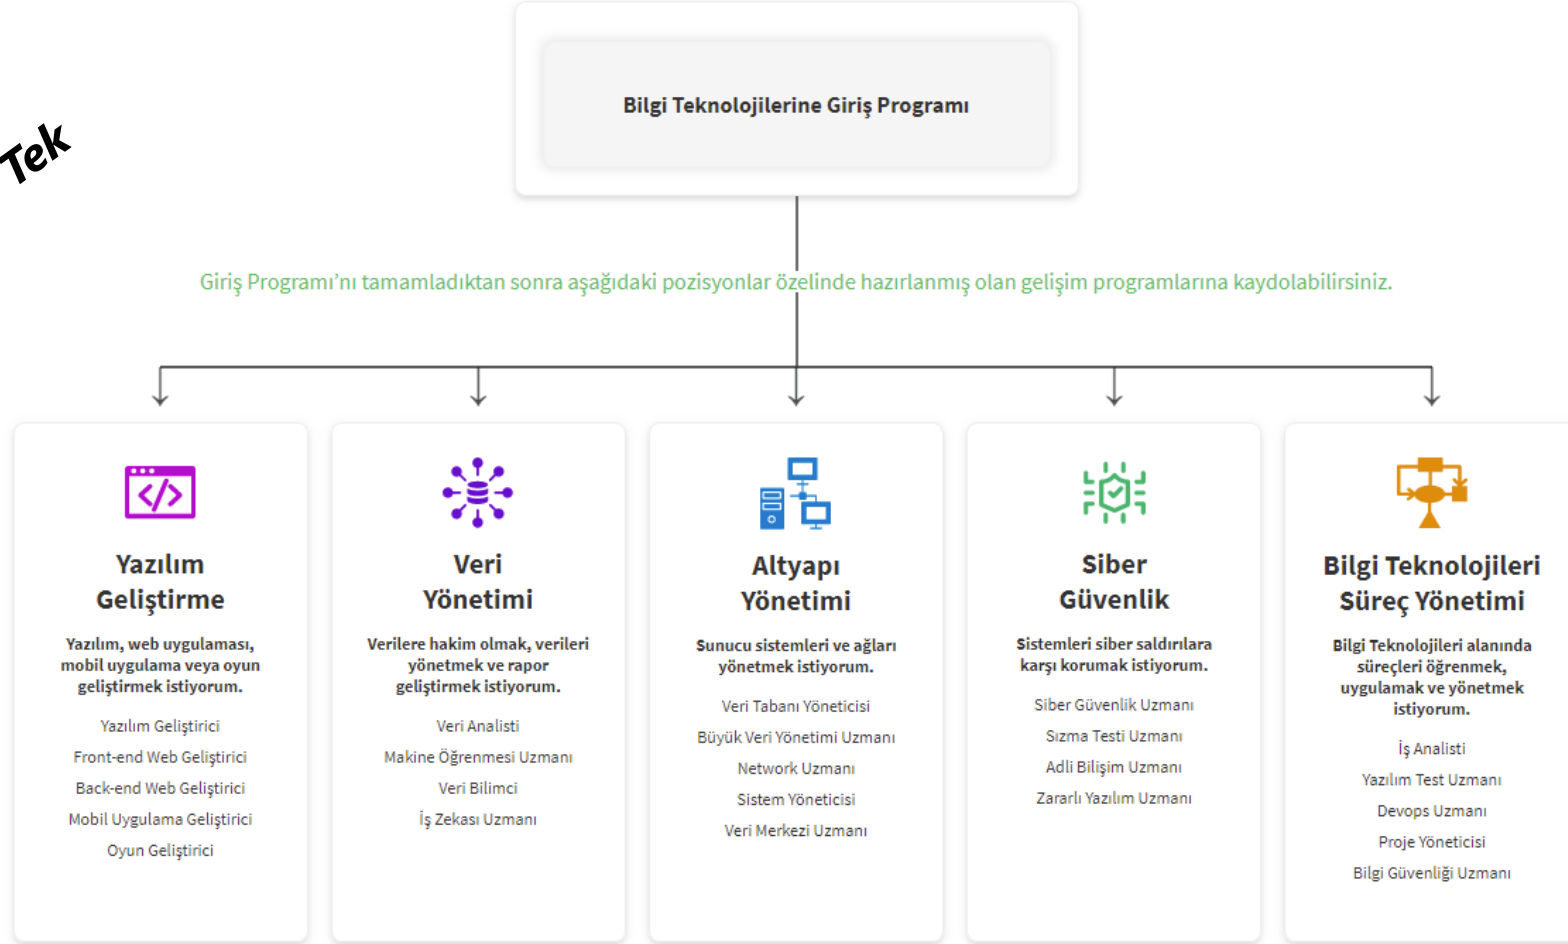 Bilgi Teknolojilerine Giriş Programı
Tek
Giriş Programı’nı tamamladıktan sonra aşağıdaki pozisyonlar özelinde hazırlanmış olan gelişim programlarına kaydolabilirsiniz.
Yazılım
Geliştirme
Yazılım, web uygulaması,
mobil uygulama veya oyun
geliştirmek istiyorum.
Yazılım Geliştirici
Front-end Web Geliştirici
Back-end Web Geliştirici
Mobil Uygulama Geliştirici
Oyun Geliştirici
Veri
Yönetimi
Verilere hakim olmak, verileri
yönetmek ve rapor
geliştirmek istiyorum.
Veri Analisti
Makine Öğrenmesi Uzmanı
Veri Bilimci
İş Zekası Uzmanı
Altyapı
Yönetimi
Sunucu sistemleri ve ağları
yönetmek istiyorum.
Veri Tabanı Yöneticisi
Büyük Veri Yönetimi Uzmanı
Network Uzmanı
Sistem Yöneticisi
Veri Merkezi Uzmanı
Siber
Güvenlik
Sistemleri siber saldırılara
karşı korumak istiyorum.
Siber Güvenlik Uzmanı
Sızma Testi Uzmanı
Adli Bilişim Uzmanı
Zararlı Yazılım Uzmanı
Bilgi Teknolojileri
Süreç Yönetimi
Bilgi Teknolojileri alanında
süreçleri öğrenmek,
uygulamak ve yönetmek
istiyorum.
İş Analisti
Yazılım Test Uzmanı
Devops Uzmanı
Proje Yöneticisi
Bilgi Güvenliği Uzmanı